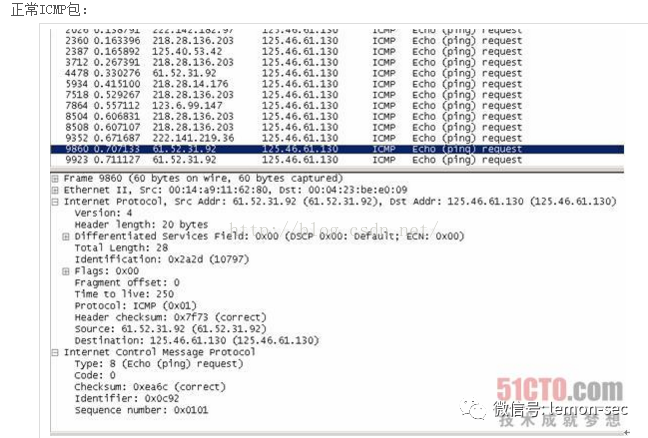 正常ICMP包:
2026 0.138791 222.142.182.97 125.46.61.130 ICMP Echo (ping) request
2360 0.163396 218.28.136.203 125.46.61.130 ICMP Echo (ping) request
2387 0.165892 125.40.53.42 125.46.61.130 ICMP Echo (ping) request
3712 0.267391 218.28.136.203 125.46.61.130 ICMP Echo (ping) request
4478 0.330276 61.52.31.92 125.46.61.130 ICMP Echo (ping) request
5934 0.415100 218.28.14.176 125.46.61.130 ICMP Echo (ping) request
7518 0.529267 218.28.136.203 125.46.61.130 ICMP Echo (ping) request
7864 0.557112 123.6.99.147 125.46.61.130 ICMP Echo (ping) request
8504 0.606831 218.28.136.203 125.46.61.130 ICMP Echo (ping) request
8508 0.607107 218.28.136.203 125.46.61.130 ICMP Echo (ping) request
9352 0.671687 222.141.219.36 125.46.61.130 ICMP Echo (ping) request
9860 0.707133 61.52.31.92 125.46.61.130 ICMP Echo (ping) request
9923 0.711127 61.52.31.92 125.46.61.130 ICMP Echo (ping) request
Frame 9860 (60 bytes on wire, 60 bytes captured)
Ethernet II, Src: 00:14:a9:11:62:80, Dst: 00:04:23:be:e0:09
Internet Protocol, Src Addr: 61.52.31.92 (61.52.31.92), Dst Addr: 125.46.61.130 (125.46.61.130)
Version: 4
Header length: 20 bytes
Differentiated Services Field: 0x00 (DSCP 0x00: Default; ECN: 0x00)
http://blog.csdn.net/
Total Length: 28
Identification: 0x2a2d (10797)
Flags: 0x00
Fragment offset: 0
Time to live: 250
Protocol: ICMP (0x01)
Header checksum: 0x7f73 (correct)
Source: 61.52.31.92 (61.52.31.92)
Destination: 125.46.61.130 (125.46.61.130)
Internet Control Message Protocol
Type: 8 (Echo (ping) request)
Code: 0
Checksum: 0xea6c (correct)
Identifier: 0x0c92
Sequence number: 0x0101
51CTO.com
微信号:lemon-sec
技术成就梦想